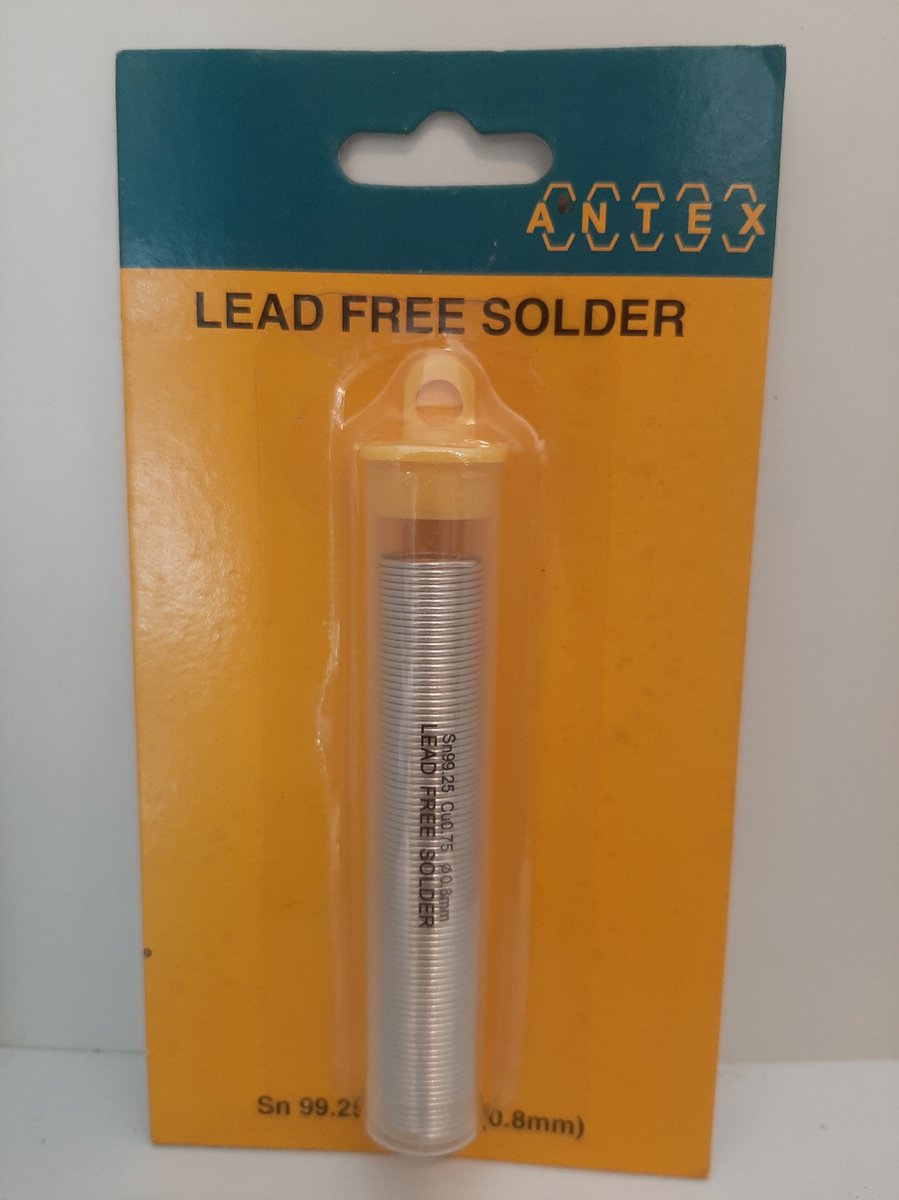 ANTEX
LEAD FREE SOLDER
Sn99.25 Cu0.75 Ø0.8mm
LEAD FREE SOLDER
Sn 99.25 0.8mm)